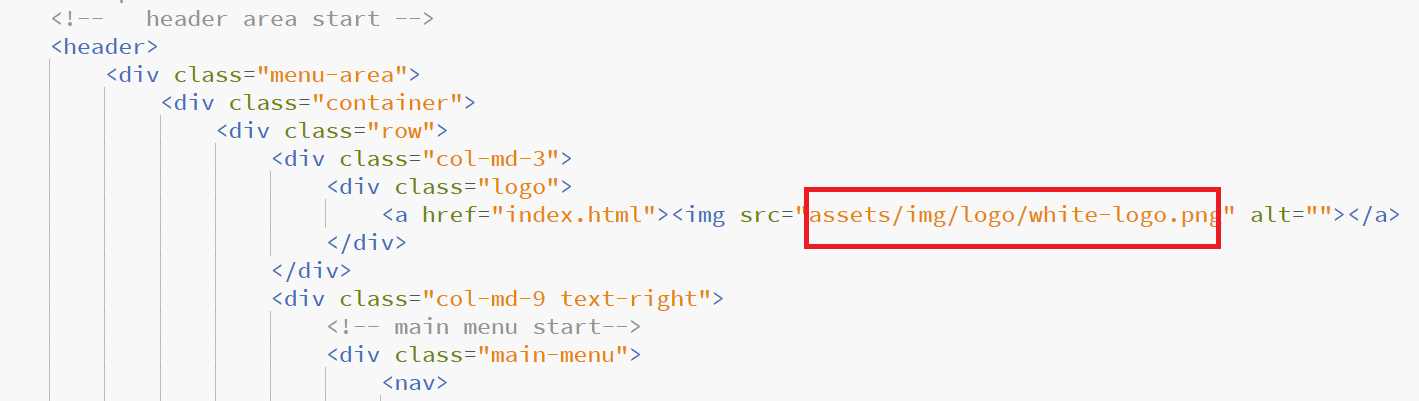 <!--   header area start -->
<header>
<div class="menu-area">
<div class="container">
<div class="row">
<div class="col-md-3">
<div class="logo">
<a href="index.html"><img src="assets/img/logo/white-logo.png" alt=""></a>
</div>
</div>
<div class="col-md-9 text-right">
<!-- main menu start-->
<div class="main-menu">
<nav>